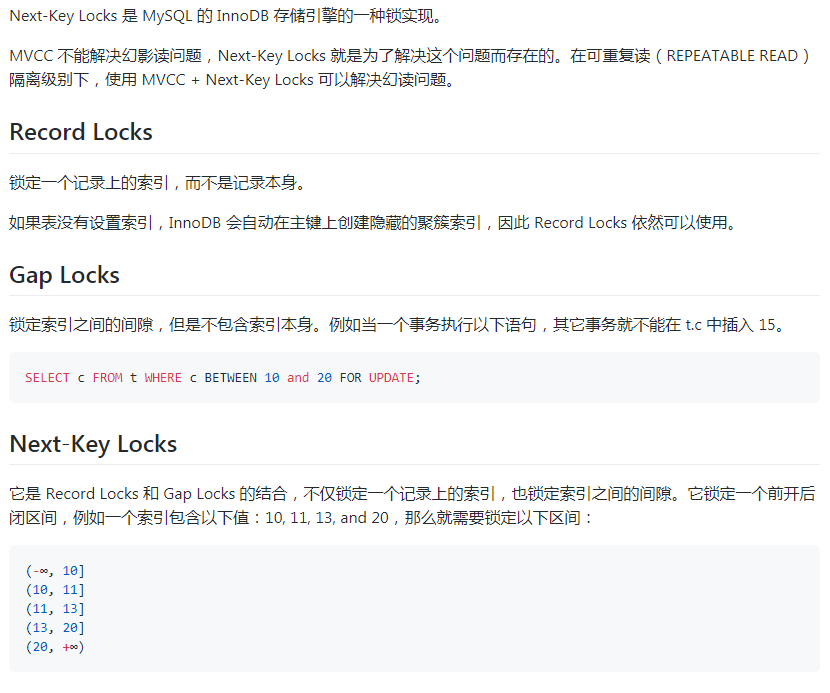 Next-Key Locks 是 MySQL 的 InnoDB 存储引擎的一种锁实现。
MVCC 不能解决幻影读问题，Next-Key Locks 就是为了解决这个问题而存在的。在可重复读（REPEATABLE READ）
隔离级别下，使用 MVCC + Next-Key Locks 可以解决幻读问题。
Record Locks
锁定一个记录上的索引，而不是记录本身。
如果表没有设置索引，InnoDB 会自动在主键上创建隐藏的聚簇索引，因此 Record Locks 依然可以使用。
Gap Locks
锁定索引之间的间隙，但是不包含索引本身。例如当一个事务执行以下语句，其它事务就不能在 t.c 中插入 15。
SELECT c FROM t WHERE c BETWEEN 10 and 20 FOR UPDATE;
Next-Key Locks
它是 Record Locks 和 Gap Locks 的结合，不仅锁定一个记录上的索引，也锁定索引之间的间隙。它锁定一个前开后
闭区间，例如一个索引包含以下值：10, 11, 13, and 20，那么就需要锁定以下区间：
(-∞, 10]
(10, 11]
(11, 13]
(13, 20]
(20, +∞)